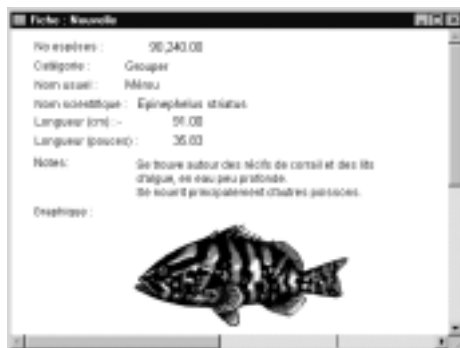 Fiche : Nouvelle
No espèces : 90,240.00
Catégorie : Grouper
Nom usuel : Mérou
Nom scientifique : Epinephelus striatus
Longueur (cm) :- 91.00
Longueur (pouces) : 35.83
Notes: Se trouve autour des récifs de corrail et des lits
d'algue, en eau peu profonde.
Se nourrit principalement d'autres poissons.
Graphique :